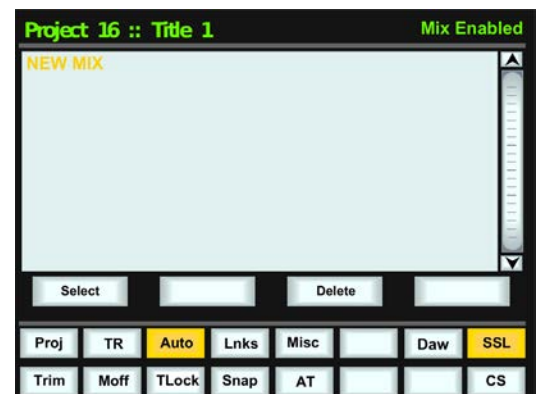 Project 16 :: Title 1 Mix Enabled
NEW MIX
Select Delete
Proj TR Auto Lnks Misc Daw SSL
Trim Moff TLock Snap AT CS